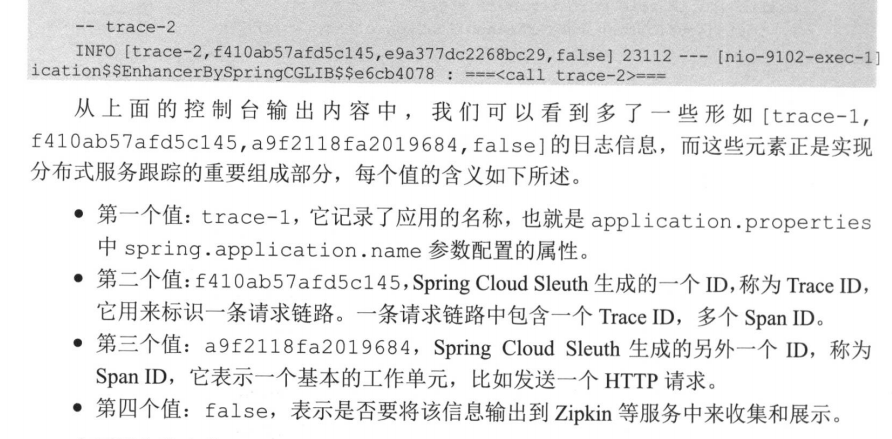 -- trace-2
INFO [trace-2,f410ab57afd5c145,e9a377dc2268bc29,false] 23112 --- [nio-9102-exec-1]
ication$$EnhancerBySpringCGLIB$$e6cb4078 : ===<call trace-2>===
从上面的控制台输出内容中，我们可以看到多了一些形如[trace-1,
f410ab57afd5c145,a9f2118fa2019684,false]的日志信息，而这些元素正是实现
分布式服务跟踪的重要组成部分，每个值的含义如下所述。
● 第一个值：trace-1，它记录了应用的名称，也就是 application.properties
中 spring.application.name 参数配置的属性。
● 第二个值：f410ab57afd5c145，Spring Cloud Sleuth 生成的一个 ID，称为 Trace ID，
它用来标识一条请求链路。一条请求链路中包含一个 Trace ID，多个 Span ID。
● 第三个值：a9f2118fa2019684，Spring Cloud Sleuth 生成的另外一个 ID，称为
Span ID，它表示一个基本的工作单元，比如发送一个 HTTP 请求。
● 第四个值：false，表示是否要将该信息输出到 Zipkin 等服务中来收集和展示。